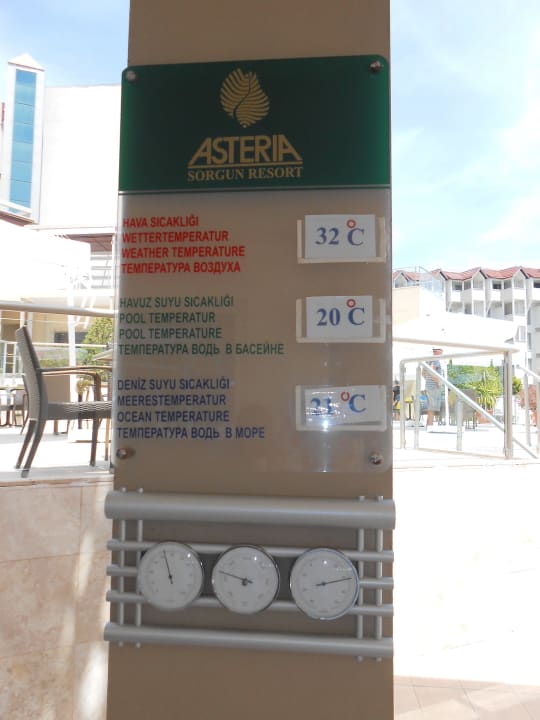 ASTERIA
SORGUN RESORT
HAVA SICAKLIĞI
WETTERTEMPERATUR
WEATHER TEMPERATURE
ТЕМПЕРАТУРА ВОЗДУХА
32 °C
HAVUZ SUYU SICAKLIĞI
POOL TEMPERATUR
POOL TEMPERATURE
ТЕМПЕРАТУРА ВОДЬ В БАСЕЙНЕ
20 °C
DENİZ SUYU SICAKLIĞI
MEERESTEMPERATUR
OCEAN TEMPERATURE
ТЕМПЕРАТУРА ВОДЬ В МОРЕ
21 °C